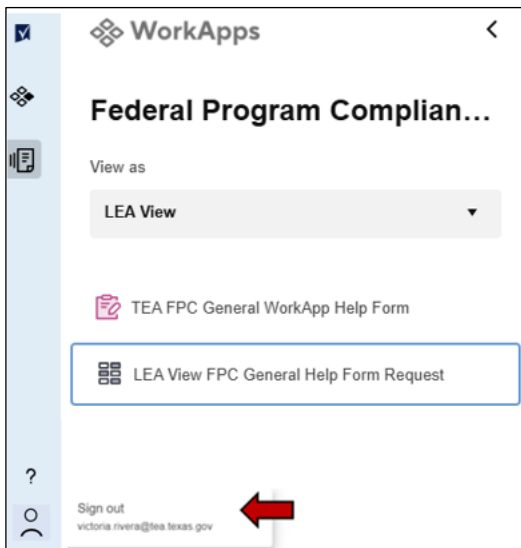 WorkApps
Federal Program Complian...
View as
LEA View
TEA FPC General WorkApp Help Form
LEA View FPC General Help Form Request
?
Sign out
victoria.rivera@tea.texas.gov